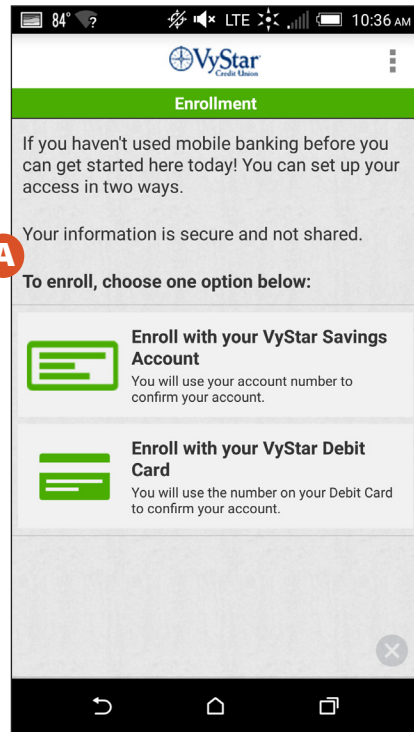 84° ? LTE 10:36 AM
VyStar
Credit Union
Enrollment
If you haven't used mobile banking before you
can get started here today! You can set up your
access in two ways.
Your information is secure and not shared.
A
To enroll, choose one option below:
Enroll with your VyStar Savings
Account
You will use your account number to
confirm your account.
Enroll with your VyStar Debit
Card
You will use the number on your Debit Card
to confirm your account.